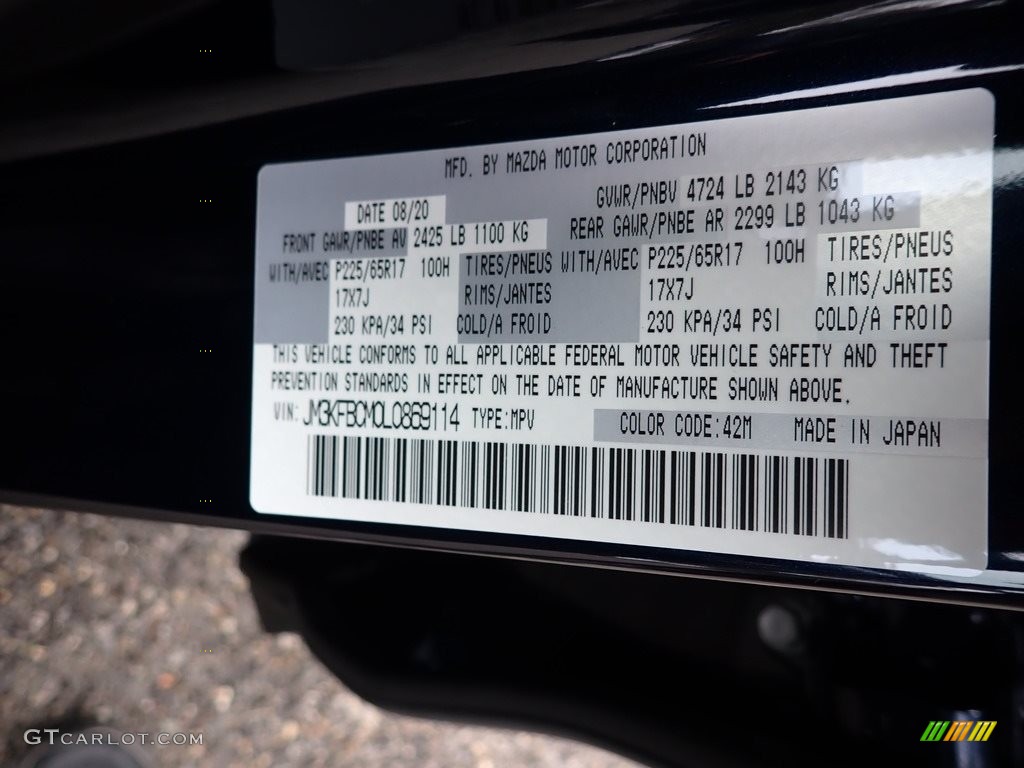 MFD. BY MAZDA MOTOR CORPORATION
DATE 08/20 GVWR/PNBV 4724 LB 2143 KG
FRONT GAWR/PNBE AV 2425 LB 1100 KG REAR GAWR/PNBE AR 2299 LB 1043 KG
WITH/AVEC P225/65R17 100H TIRES/PNEUS WITH/AVEC P225/65R17 100H TIRES/PNEUS
17X7J RIMS/JANTES 17X7J RIMS/JANTES
230 KPA/34 PSI COLD/A FROID 230 KPA/34 PSI COLD/A FROID
THIS VEHICLE CONFORMS TO ALL APPLICABLE FEDERAL MOTOR VEHICLE SAFETY AND THEFT
PREVENTION STANDARDS IN EFFECT ON THE DATE OF MANUFACTURE SHOWN ABOVE.
VIN: JM3KFBCM0L0869114 TYPE:MPV COLOR CODE:42M MADE IN JAPAN
GTCARLOT.COM